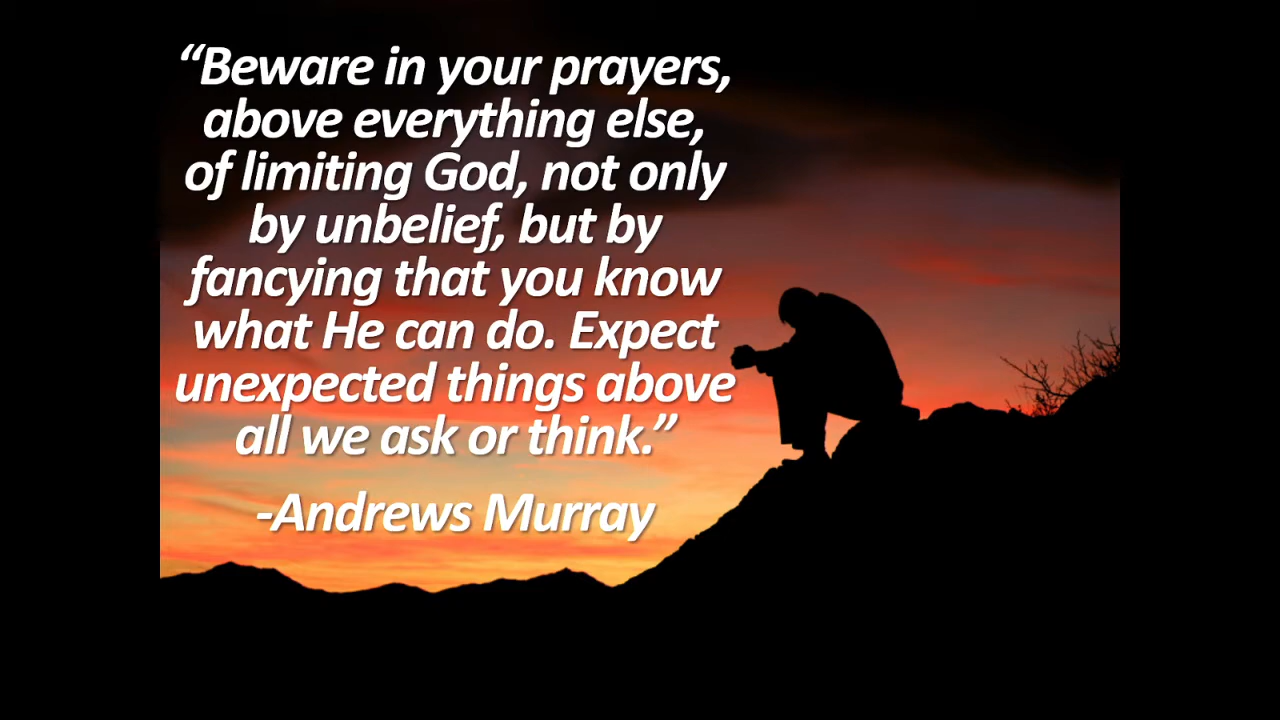 “Beware in your prayers,
above everything else,
of limiting God, not only
by unbelief, but by
fancying that you know
what He can do. Expect
unexpected things above
all we ask or think.”
-Andrews Murray